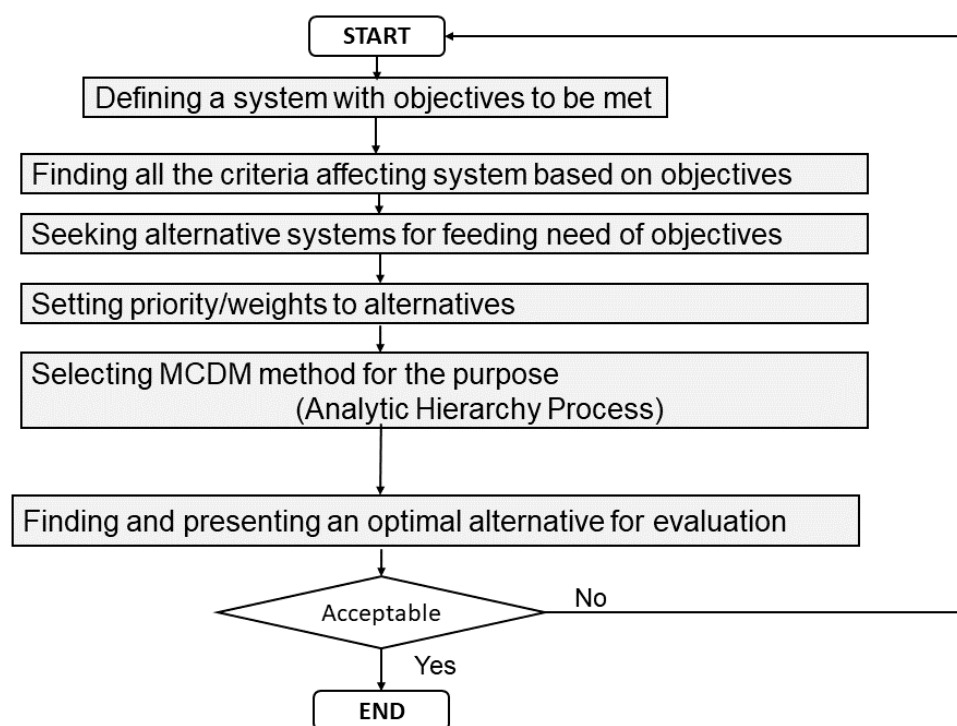 START
Defining a system with objectives to be met
Finding all the criteria affecting system based on objectives
Seeking alternative systems for feeding need of objectives
Setting priority/weights to alternatives
Selecting MCDM method for the purpose
(Analytic Hierarchy Process)
Finding and presenting an optimal alternative for evaluation
Acceptable
No
Yes
END